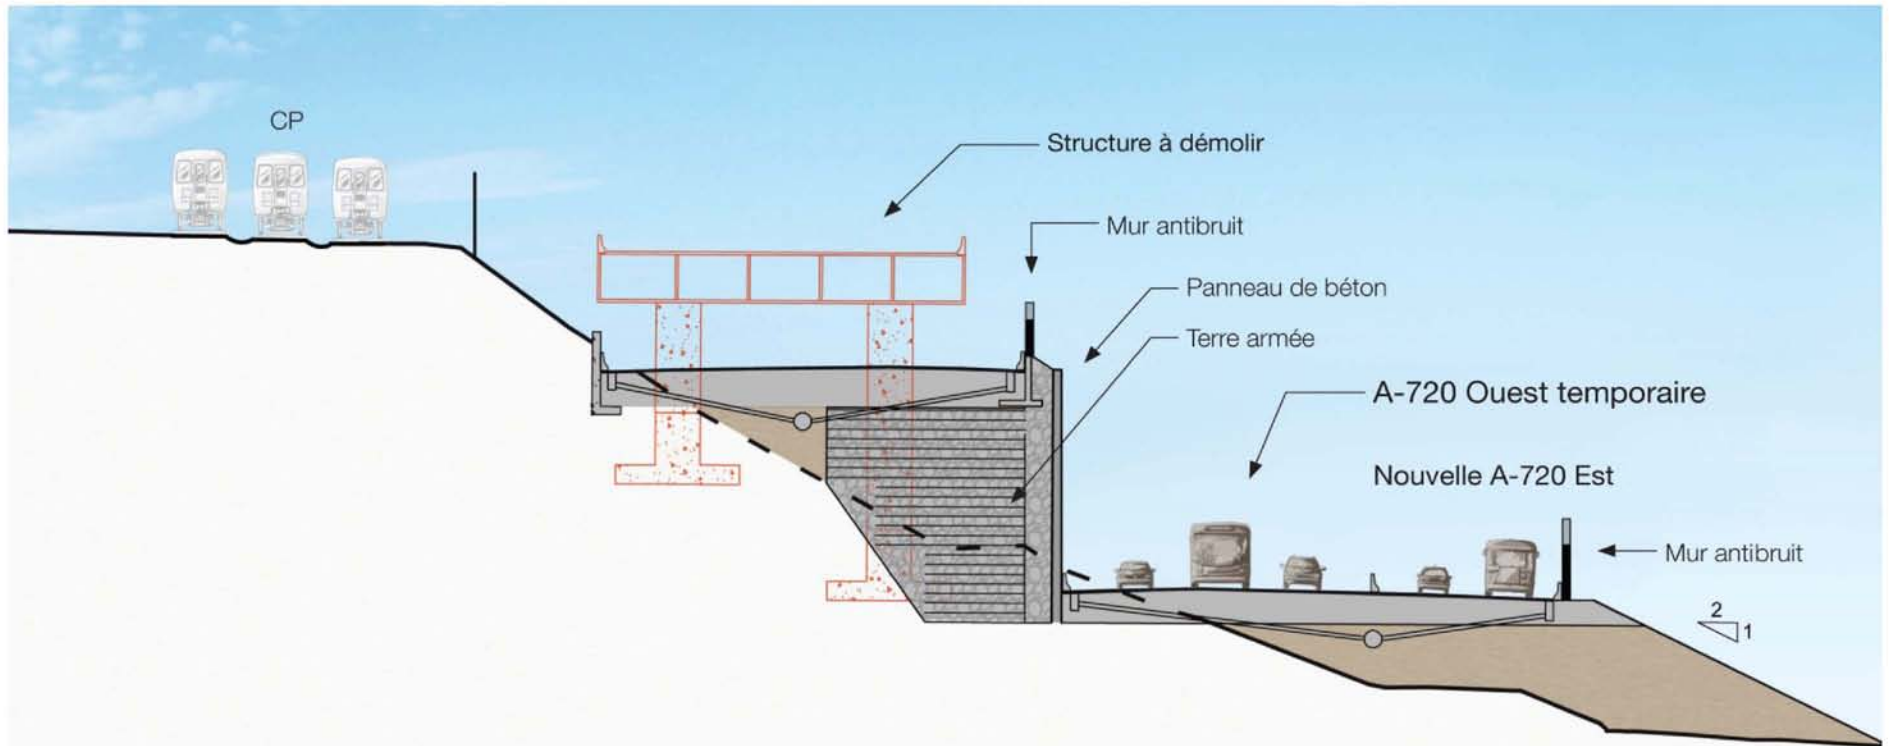 CP
Structure à démolir
Mur antibruit
Panneau de béton
Terre armée
A-720 Ouest temporaire
Nouvelle A-720 Est
Mur antibruit
2
1